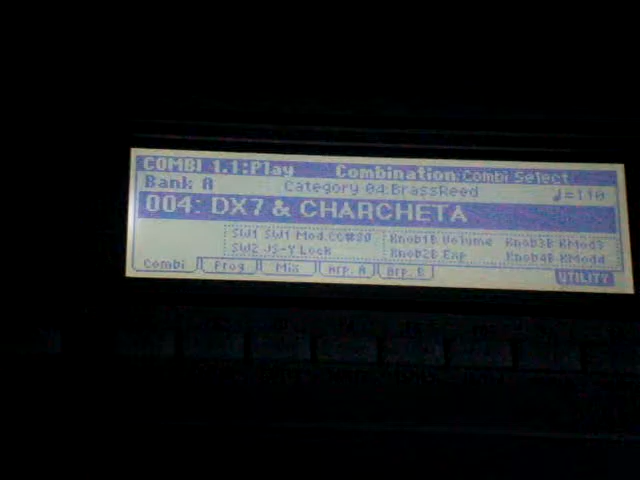 COMBI 1.1:Play Combination:Combi Select
Bank A Category 04:BrassReed ♩=110
004: DX7 & CHARCHETA
SW1 SW1 Mod.CC#80 Knob1B Volume Knob3B KMod3
SW2 JS-Y Lock Knob2B Exp Knob4B KMod4
Combi Prog Mix Arp. A Arp. B UTILITY